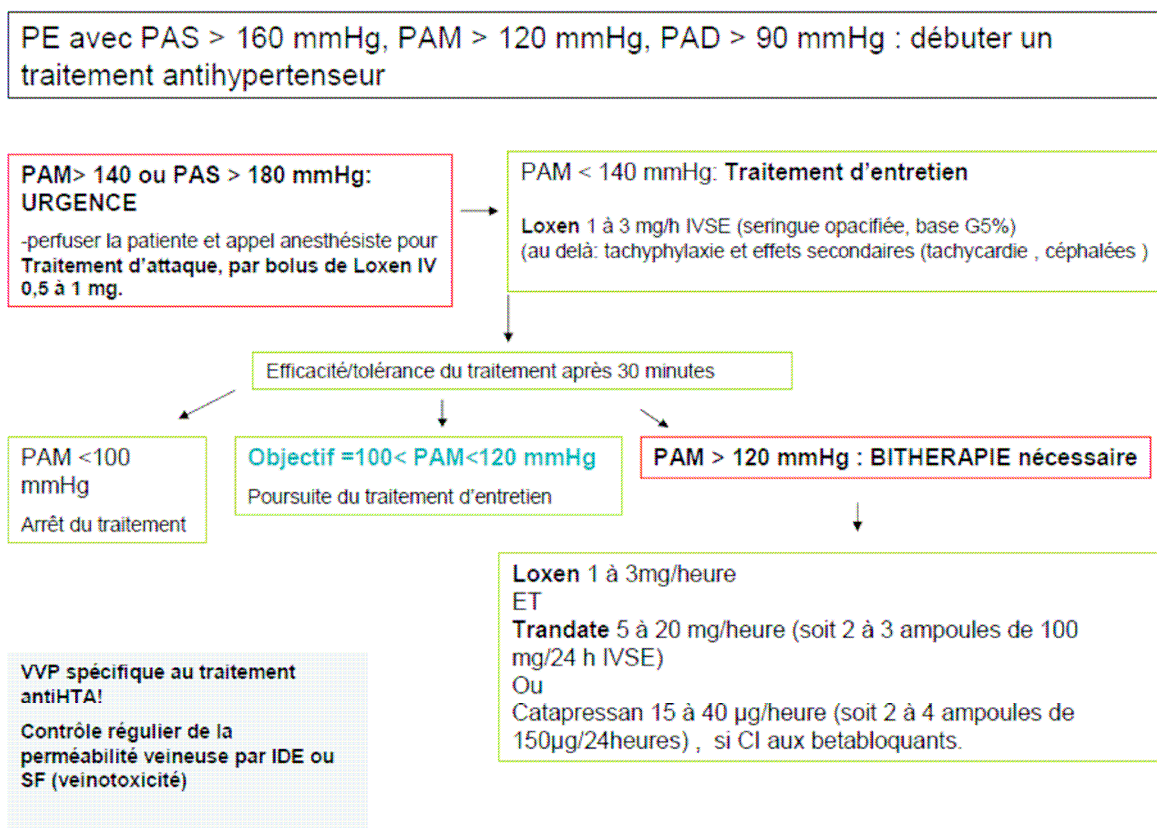 PE avec PAS > 160 mmHg, PAM > 120 mmHg, PAD > 90 mmHg : débuter un
traitement antihypertenseur
PAM> 140 ou PAS > 180 mmHg:
URGENCE
-perfuser la patiente et appel anesthésiste pour
Traitement d'attaque, par bolus de Loxen IV
0,5 à 1 mg.
PAM < 140 mmHg: Traitement d'entretien
Loxen 1 à 3 mg/h IVSE (seringue opacifiée, base G5%)
(au delà: tachyphylaxie et effets secondaires (tachycardie , céphalées )
Efficacité/tolérance du traitement après 30 minutes
PAM <100
mmHg
Arrêt du traitement
Objectif =100< PAM<120 mmHg
Poursuite du traitement d'entretien
PAM > 120 mmHg : BITHERAPIE nécessaire
Loxen 1 à 3mg/heure
ET
Trandate 5 à 20 mg/heure (soit 2 à 3 ampoules de 100
mg/24 h IVSE)
Ou
Catapressan 15 à 40 µg/heure (soit 2 à 4 ampoules de
150µg/24heures) , si CI aux betabloquants.
VVP spécifique au traitement
antiHTA!
Contrôle régulier de la
perméabilité veineuse par IDE ou
SF (veinotoxicité)